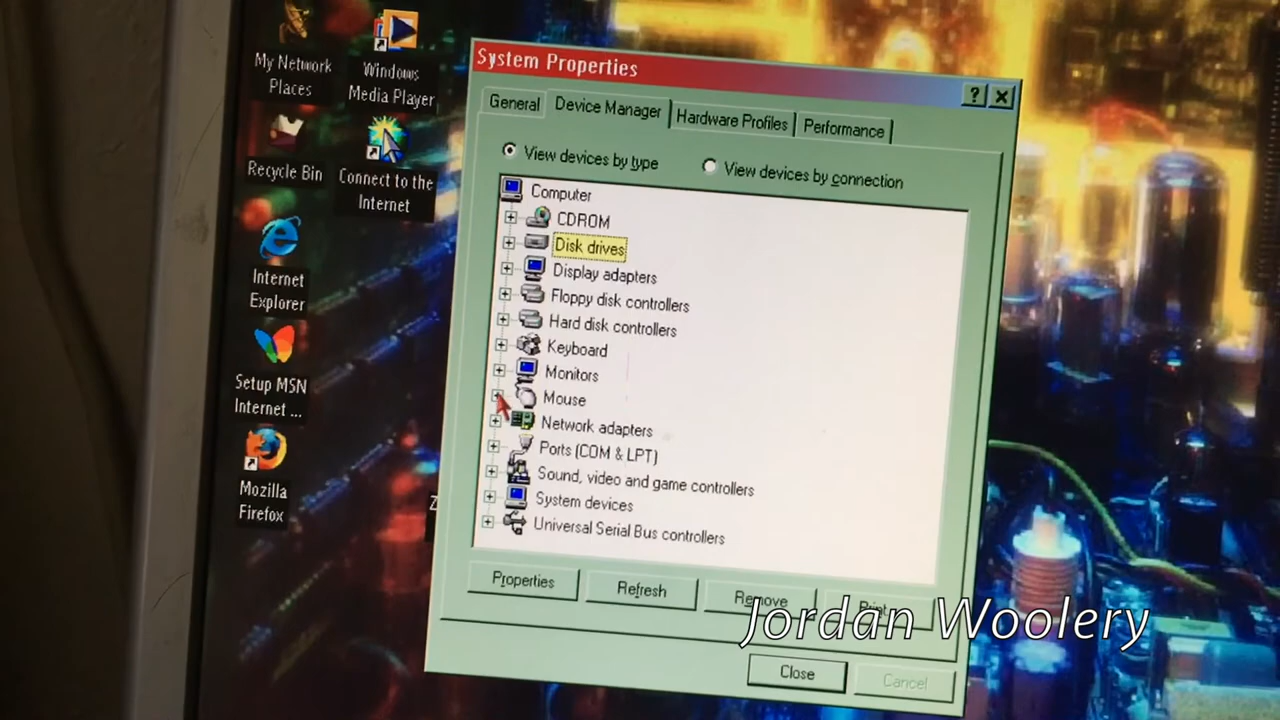 My Network
Places
Windows
Media Player
Recycle Bin
Connect to the
Internet
Internet
Explorer
Setup MSN
Internet ...
Mozilla
Firefox
Z
System Properties
?
General
Device Manager
Hardware Profiles
Performance
View devices by type
View devices by connection
Computer
CDROM
Disk drives
Display adapters
Floppy disk controllers
Hard disk controllers
Keyboard
Monitors
Mouse
Network adapters
Ports (COM & LPT)
Sound, video and game controllers
System devices
Universal Serial Bus controllers
Properties
Refresh
Remove
Jordan Woolery
Close
Cancel